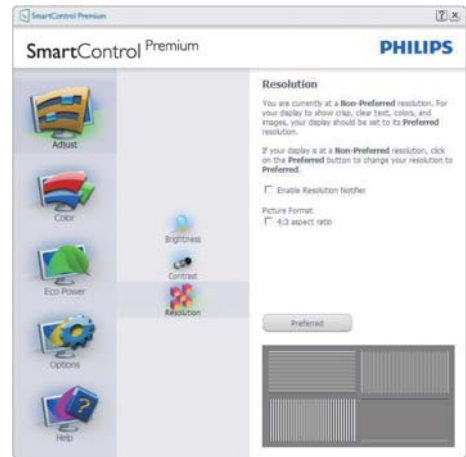 SmartControl Premium
SmartControl Premium
PHILIPS
Adjust
Color
Eco Power
Options
Help
Brightness
Contrast
Resolution
Resolution
You are currently at a Non-Preferred resolution. For
your display to show crisp, clear text, colors, and
images, your display should be set to its Preferred
resolution.
If your display is at a Non-Preferred resolution, click
on the Preferred button to change your resolution to
Preferred.
Enable Resolution Notifier
Picture Format
4:3 aspect ratio
Preferred